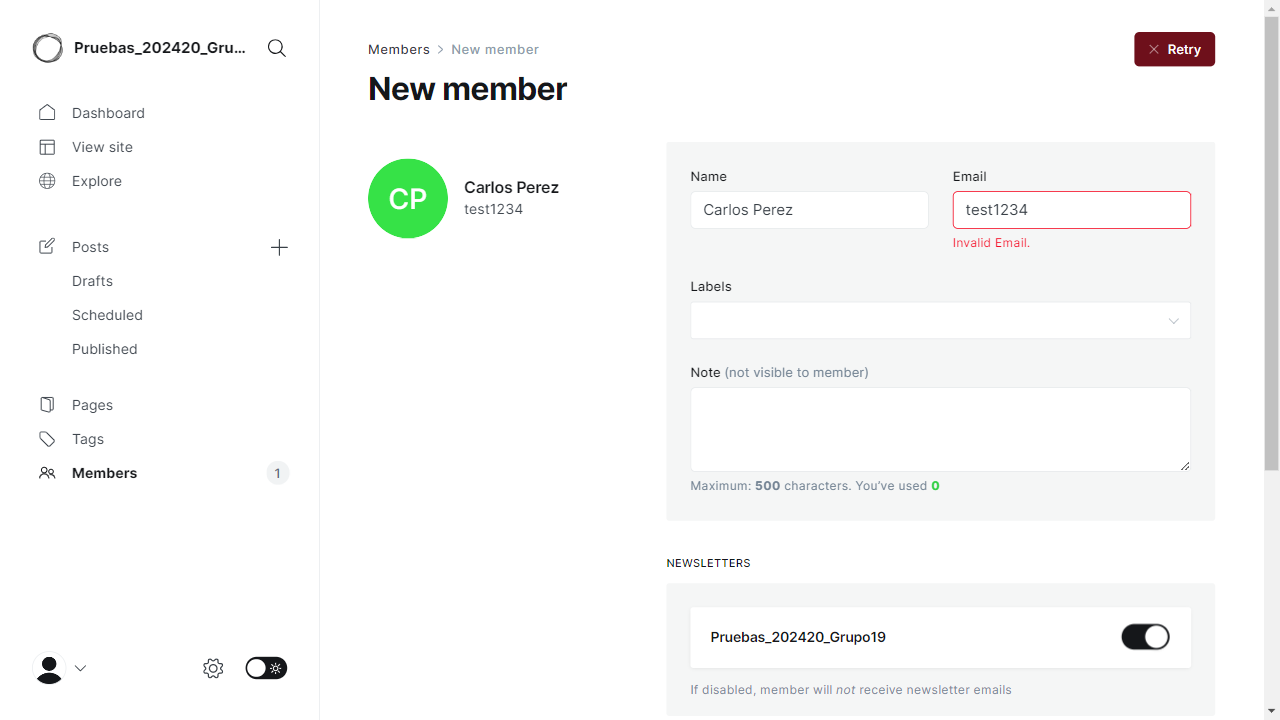 Pruebas_202420_Gru...
Dashboard
View site
Explore
Posts
Drafts
Scheduled
Published
Pages
Tags
Members 1
Members > New member
Retry
New member
CP
Carlos Perez
test1234
Name
Carlos Perez
Email
test1234
Invalid Email.
Labels
Note (not visible to member)
Maximum: 500 characters. You've used 0
NEWSLETTERS
Pruebas_202420_Grupo19
If disabled, member will not receive newsletter emails